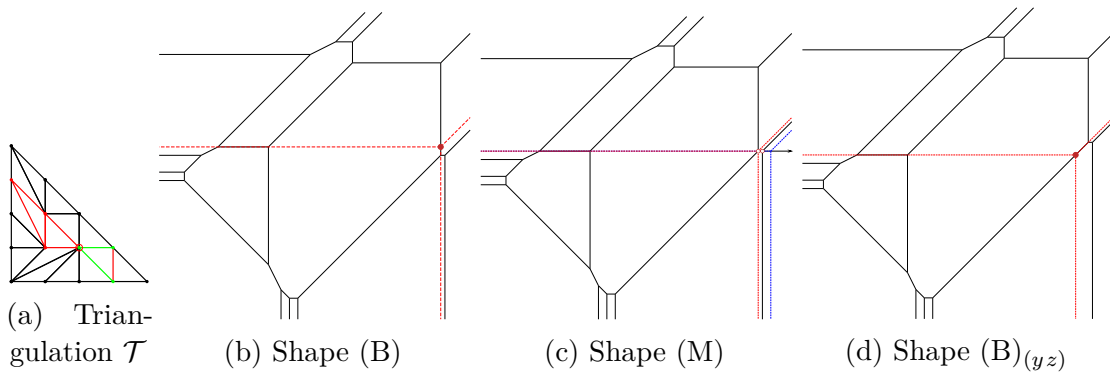 (a) Trian-
gulation 𝒯
(b) Shape (B)
(c) Shape (M)
(d) Shape (B)(yz)